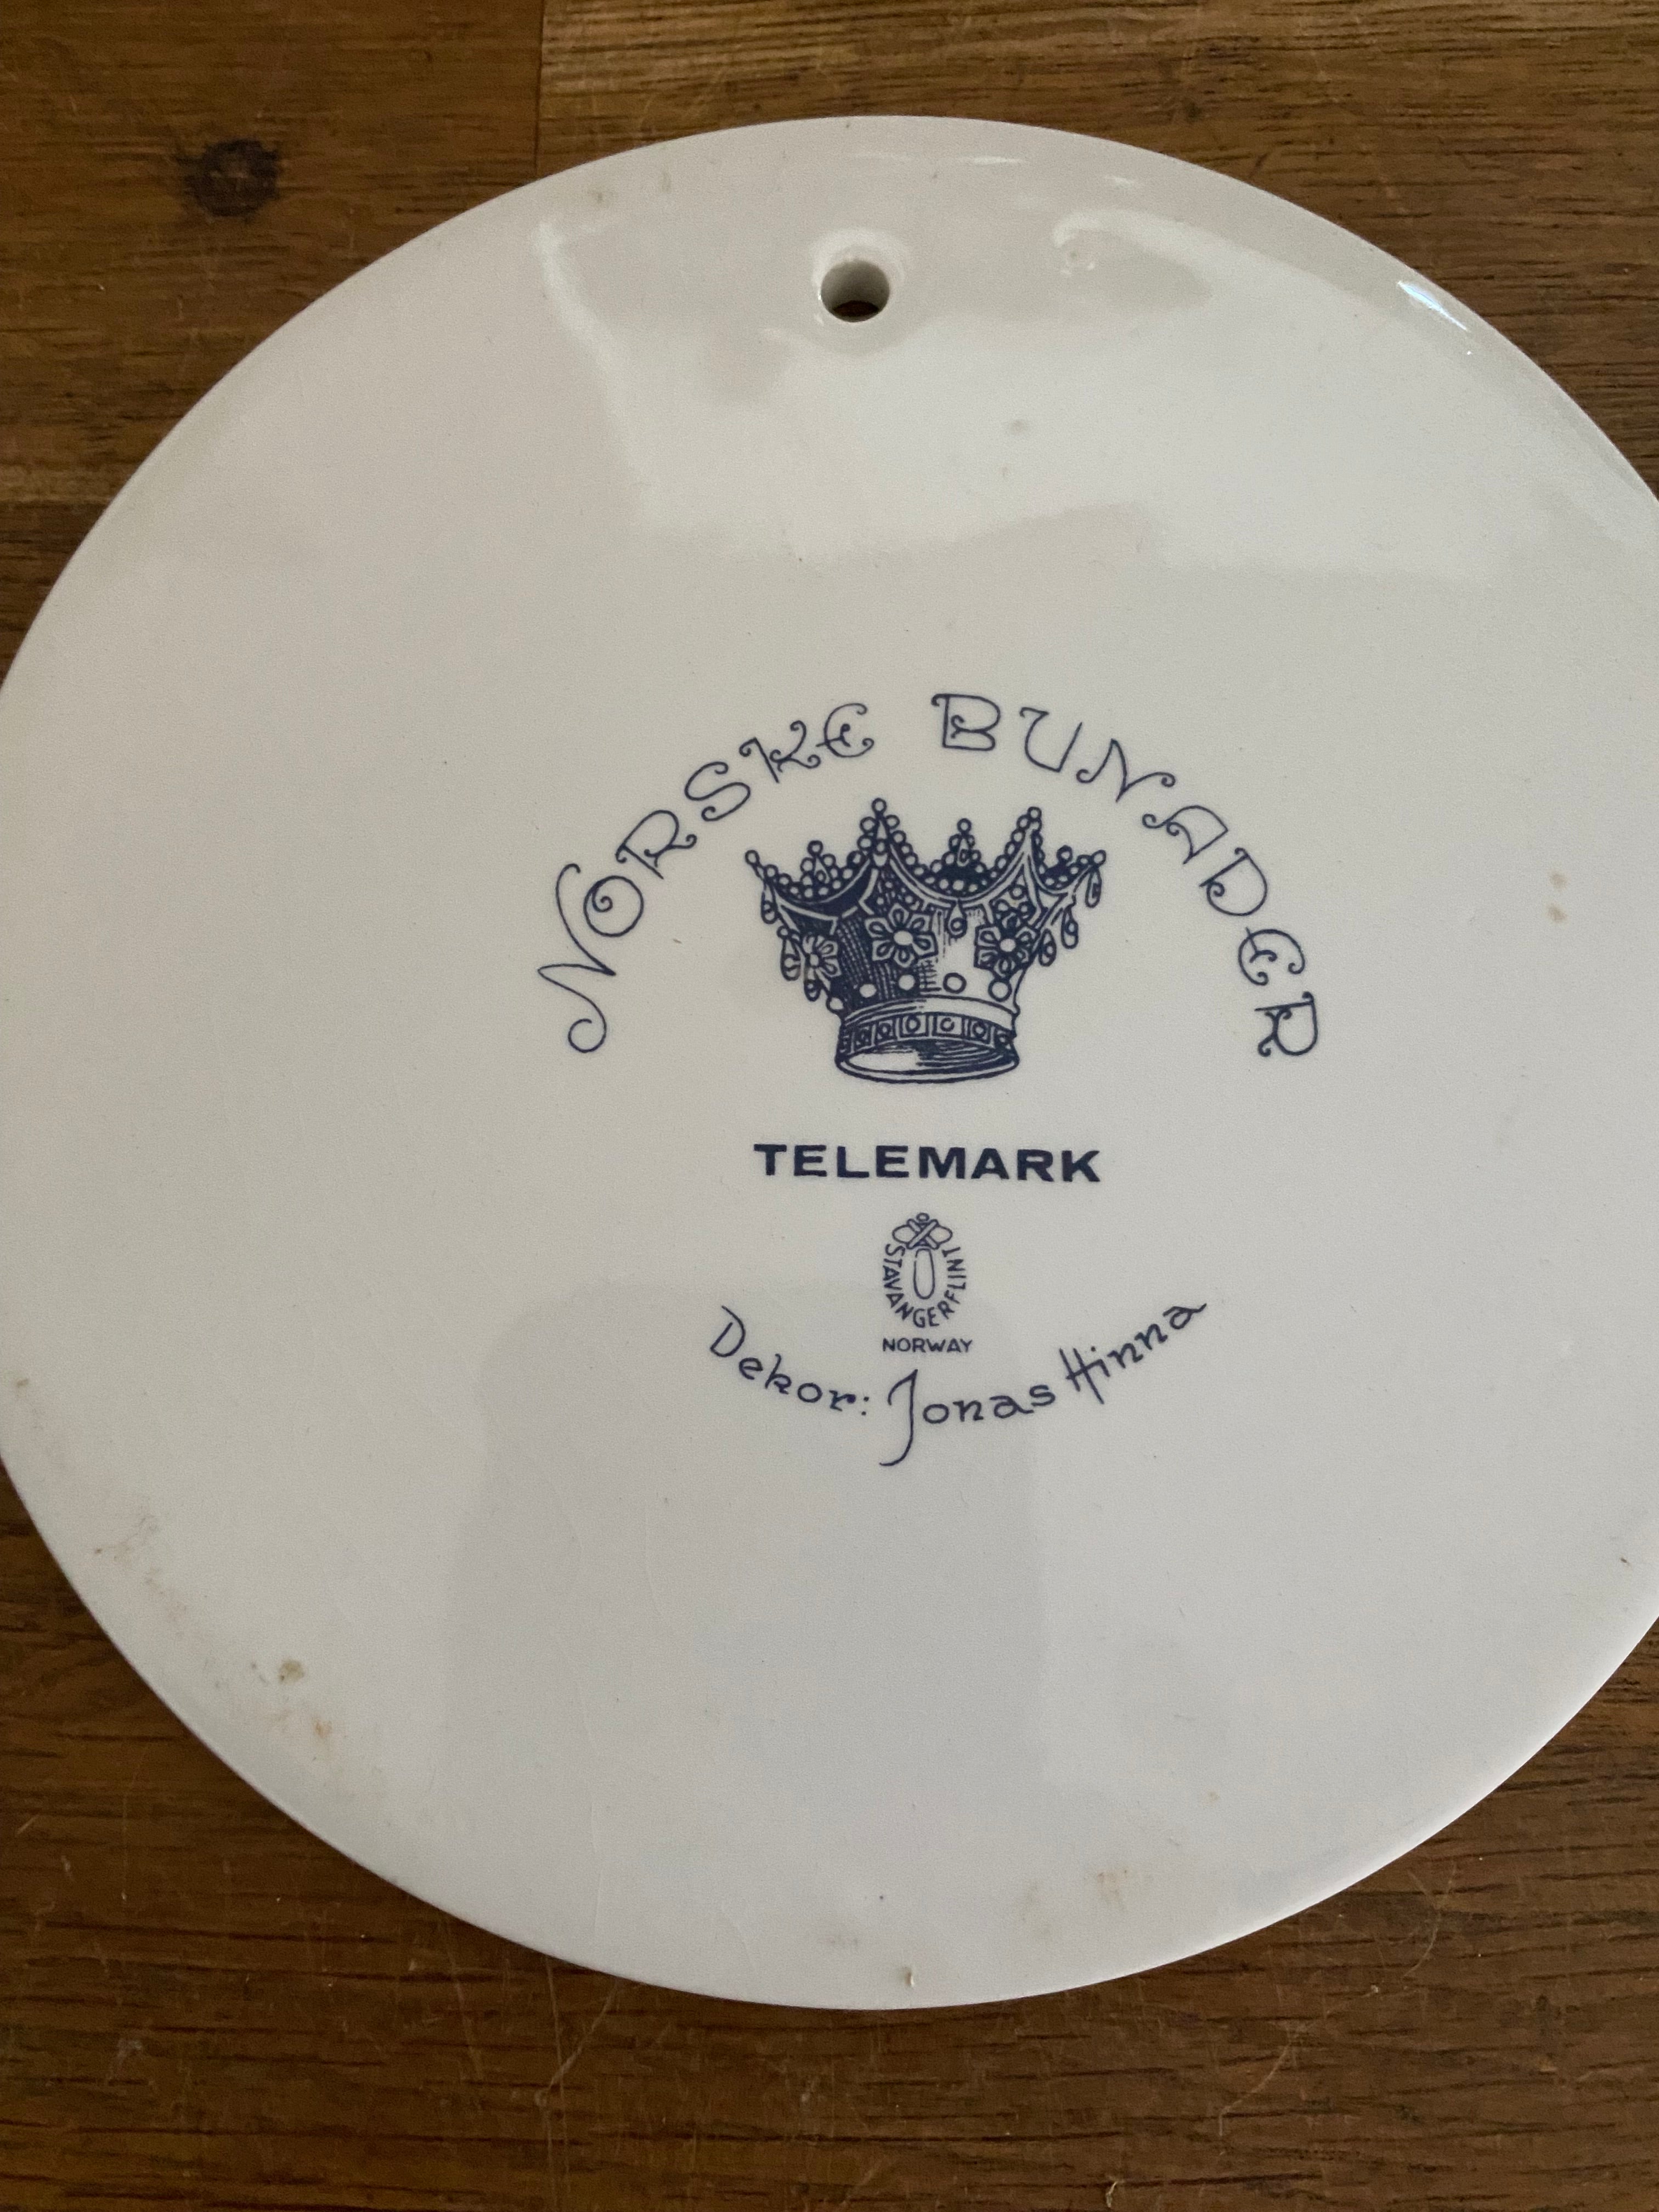 NORSKE BUNADER
TELEMARK
STAVANGERFLINT
NORWAY
Dekor: Jonas Hinna